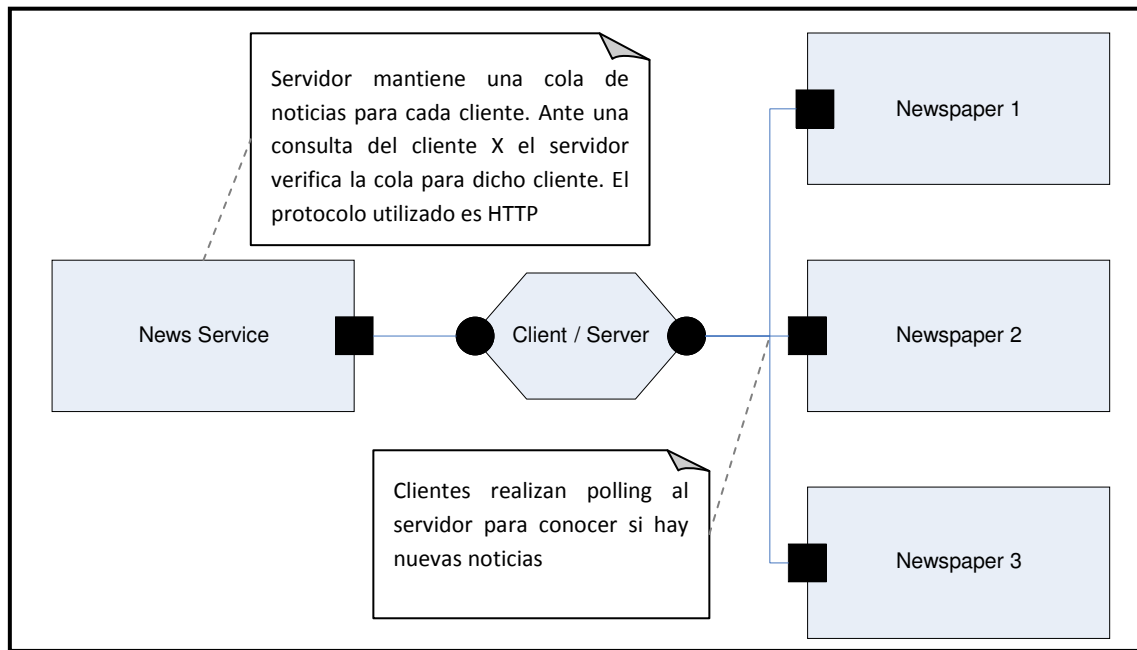 Servidor mantiene una cola de
noticias para cada cliente. Ante una
consulta del cliente X el servidor
verifica la cola para dicho cliente. El
protocolo utilizado es HTTP
Newspaper 1
News Service
Client / Server
Newspaper 2
Clientes realizan polling al
servidor para conocer si hay
nuevas noticias
Newspaper 3